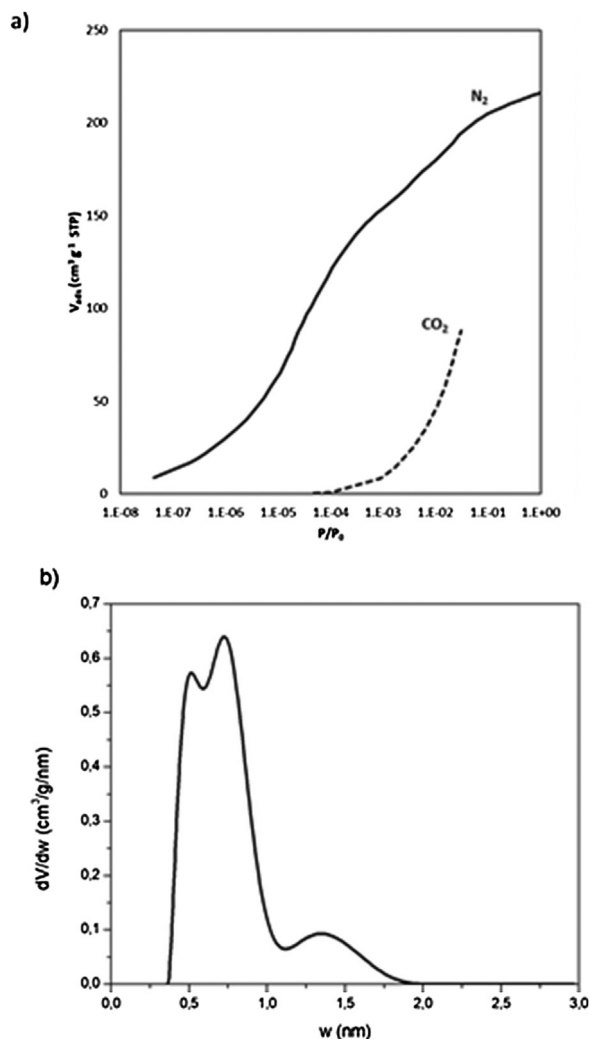 a)
250
N₂
200
150
Vₐdₛ (cm³ g⁻¹ STP)
100
CO₂
50
0
1.E-08 1.E-07 1.E-06 1.E-05 1.E-04 1.E-03 1.E-02 1.E-01 1.E+00
P/P₀
b)
0,7
0,6
0,5
0,4
dV/dw (cm³/g/nm)
0,3
0,2
0,1
0,0
0,0 0,5 1,0 1,5 2,0 2,5 3,0
w (nm)